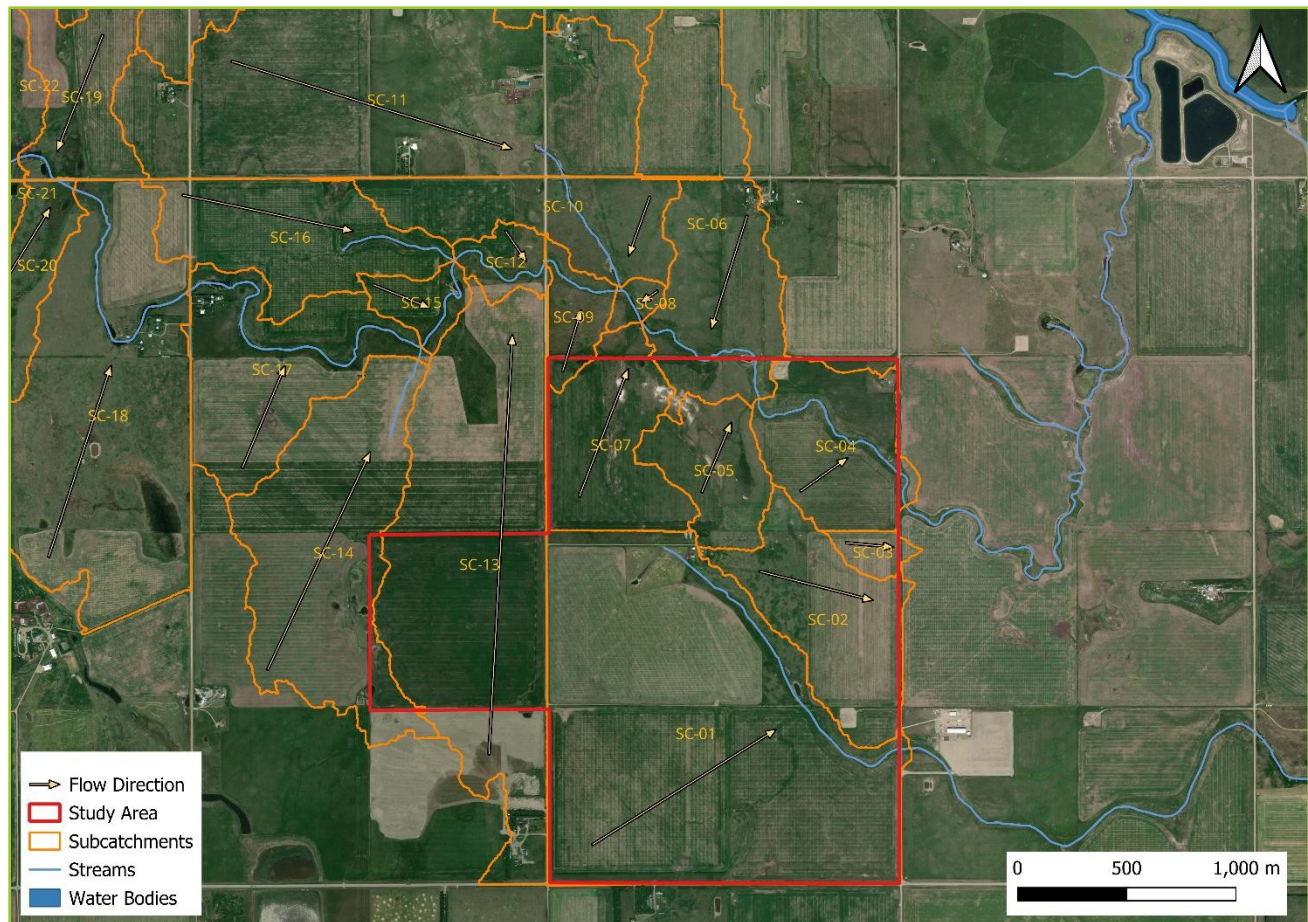 SC-22
SC-19
SC-11
SC-21
SC-20
SC-16
SC-10
SC-06
SC-12
SC-15
SC-08
SC-09
SC-17
SC-18
SC-07
SC-05
SC-04
SC-14
SC-13
SC-03
SC-02
SC-01
Flow Direction
Study Area
Subcatchments
Streams
Water Bodies
0 500 1,000 m